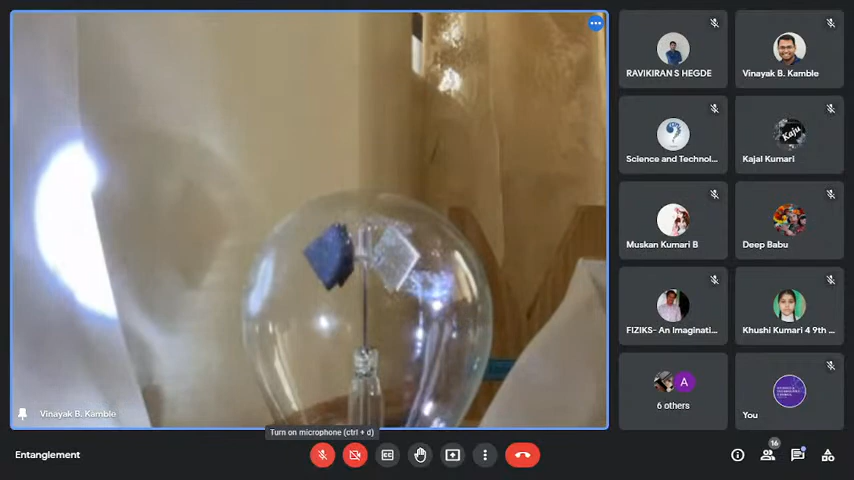 RAVIKIRAN S HEGDE
Vinayak B. Kamble
Science and Technol...
Kaju
Kajal Kumari
Muskan Kumari B
Deep Babu
FIZIKS- An Imaginati...
Khushi Kumari 4 9th ...
A
6 others
You
Vinayak B. Kamble
Turn on microphone (ctrl + d)
Entanglement
16